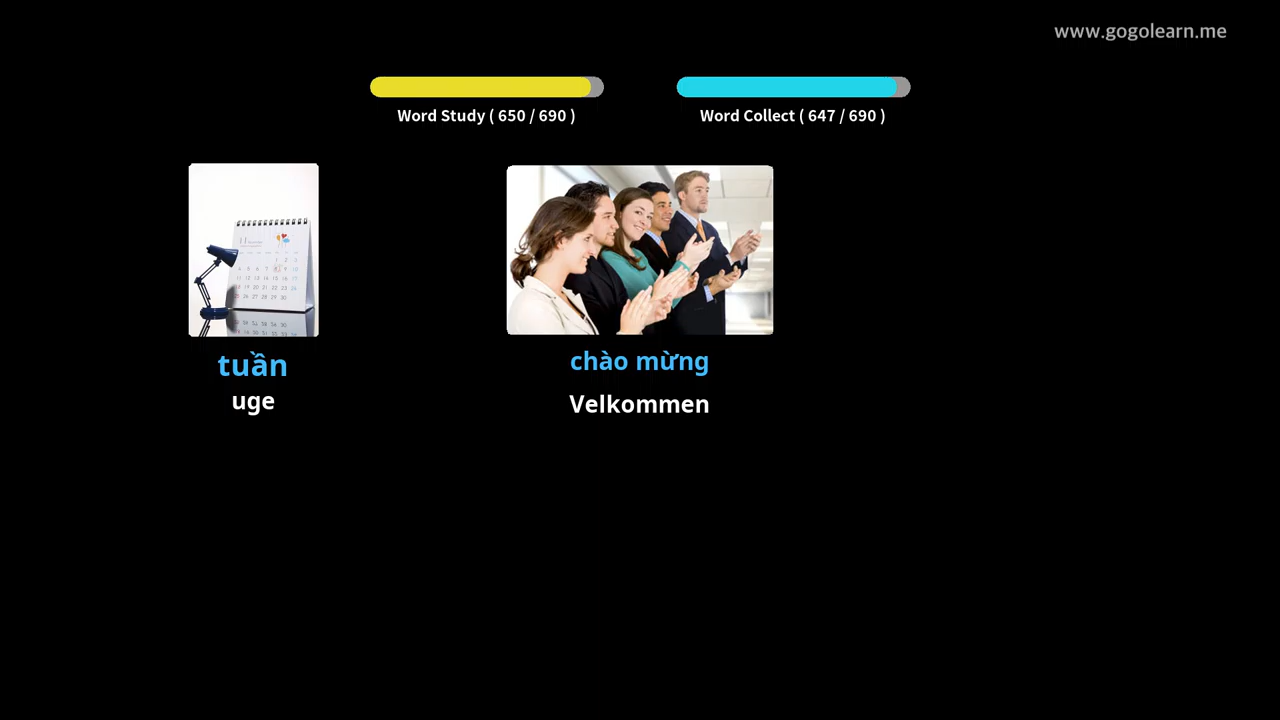 www.gogolearn.me
Word Study ( 650 / 690 )
Word Collect ( 647 / 690 )
tuần
uge
chào mừng
Velkommen